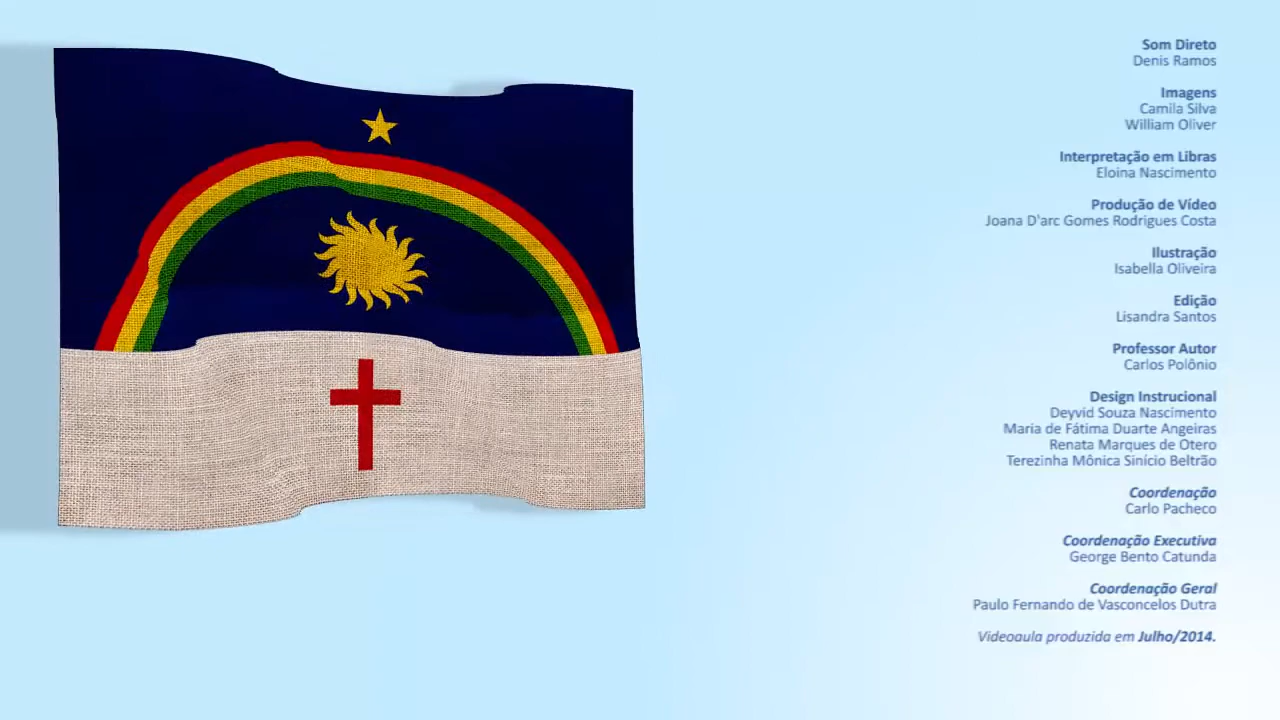 Som Direto
Denis Ramos
Imagens
Camila Silva
William Oliver
Interpretação em Libras
Eloina Nascimento
Produção de Vídeo
Joana D'arc Gomes Rodrigues Costa
Ilustração
Isabella Oliveira
Edição
Lisandra Santos
Professor Autor
Carlos Polônio
Design Instrucional
Deyvid Souza Nascimento
Maria de Fátima Duarte Angeiras
Renata Marques de Otero
Terezinha Mônica Sinício Beltrão
Coordenação
Carlo Pacheco
Coordenação Executiva
George Bento Catunda
Coordenação Geral
Paulo Fernando de Vasconcelos Dutra
Videoaula produzida em Julho/2014.